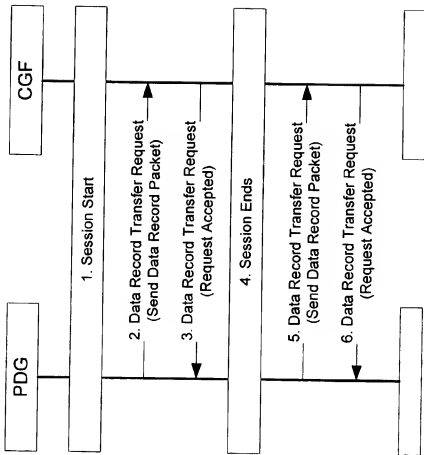 PDG
CGF
1. Session Start
2. Data Record Transfer Request
(Send Data Record Packet)
3. Data Record Transfer Request
(Request Accepted)
4. Session Ends
5. Data Record Transfer Request
(Send Data Record Packet)
6. Data Record Transfer Request
(Request Accepted)